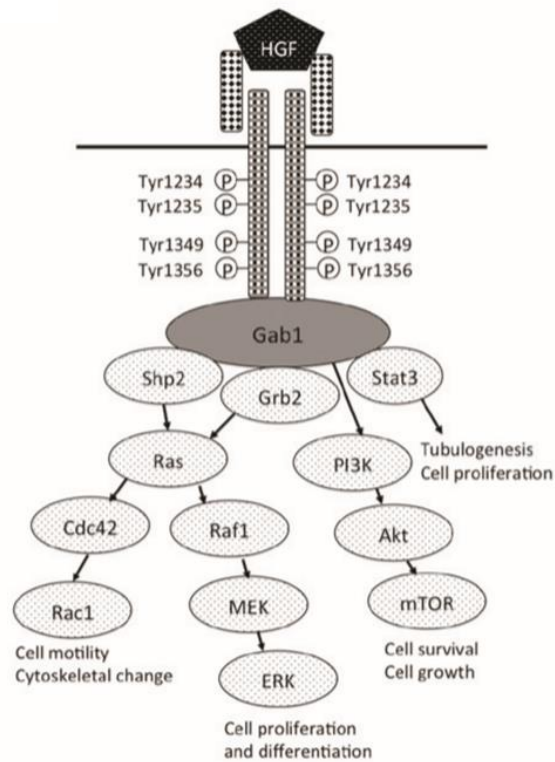 HGF
Tyr1234 P P Tyr1234
Tyr1235 P P Tyr1235
Tyr1349 P P Tyr1349
Tyr1356 P P Tyr1356
Gab1
Shp2
Grb2
Stat3
Ras
PI3K
Tubulogenesis
Cell proliferation
Cdc42
Raf1
Akt
Rac1
MEK
mTOR
Cell motility
Cytoskeletal change
Cell survival
Cell growth
ERK
Cell proliferation
and differentiation